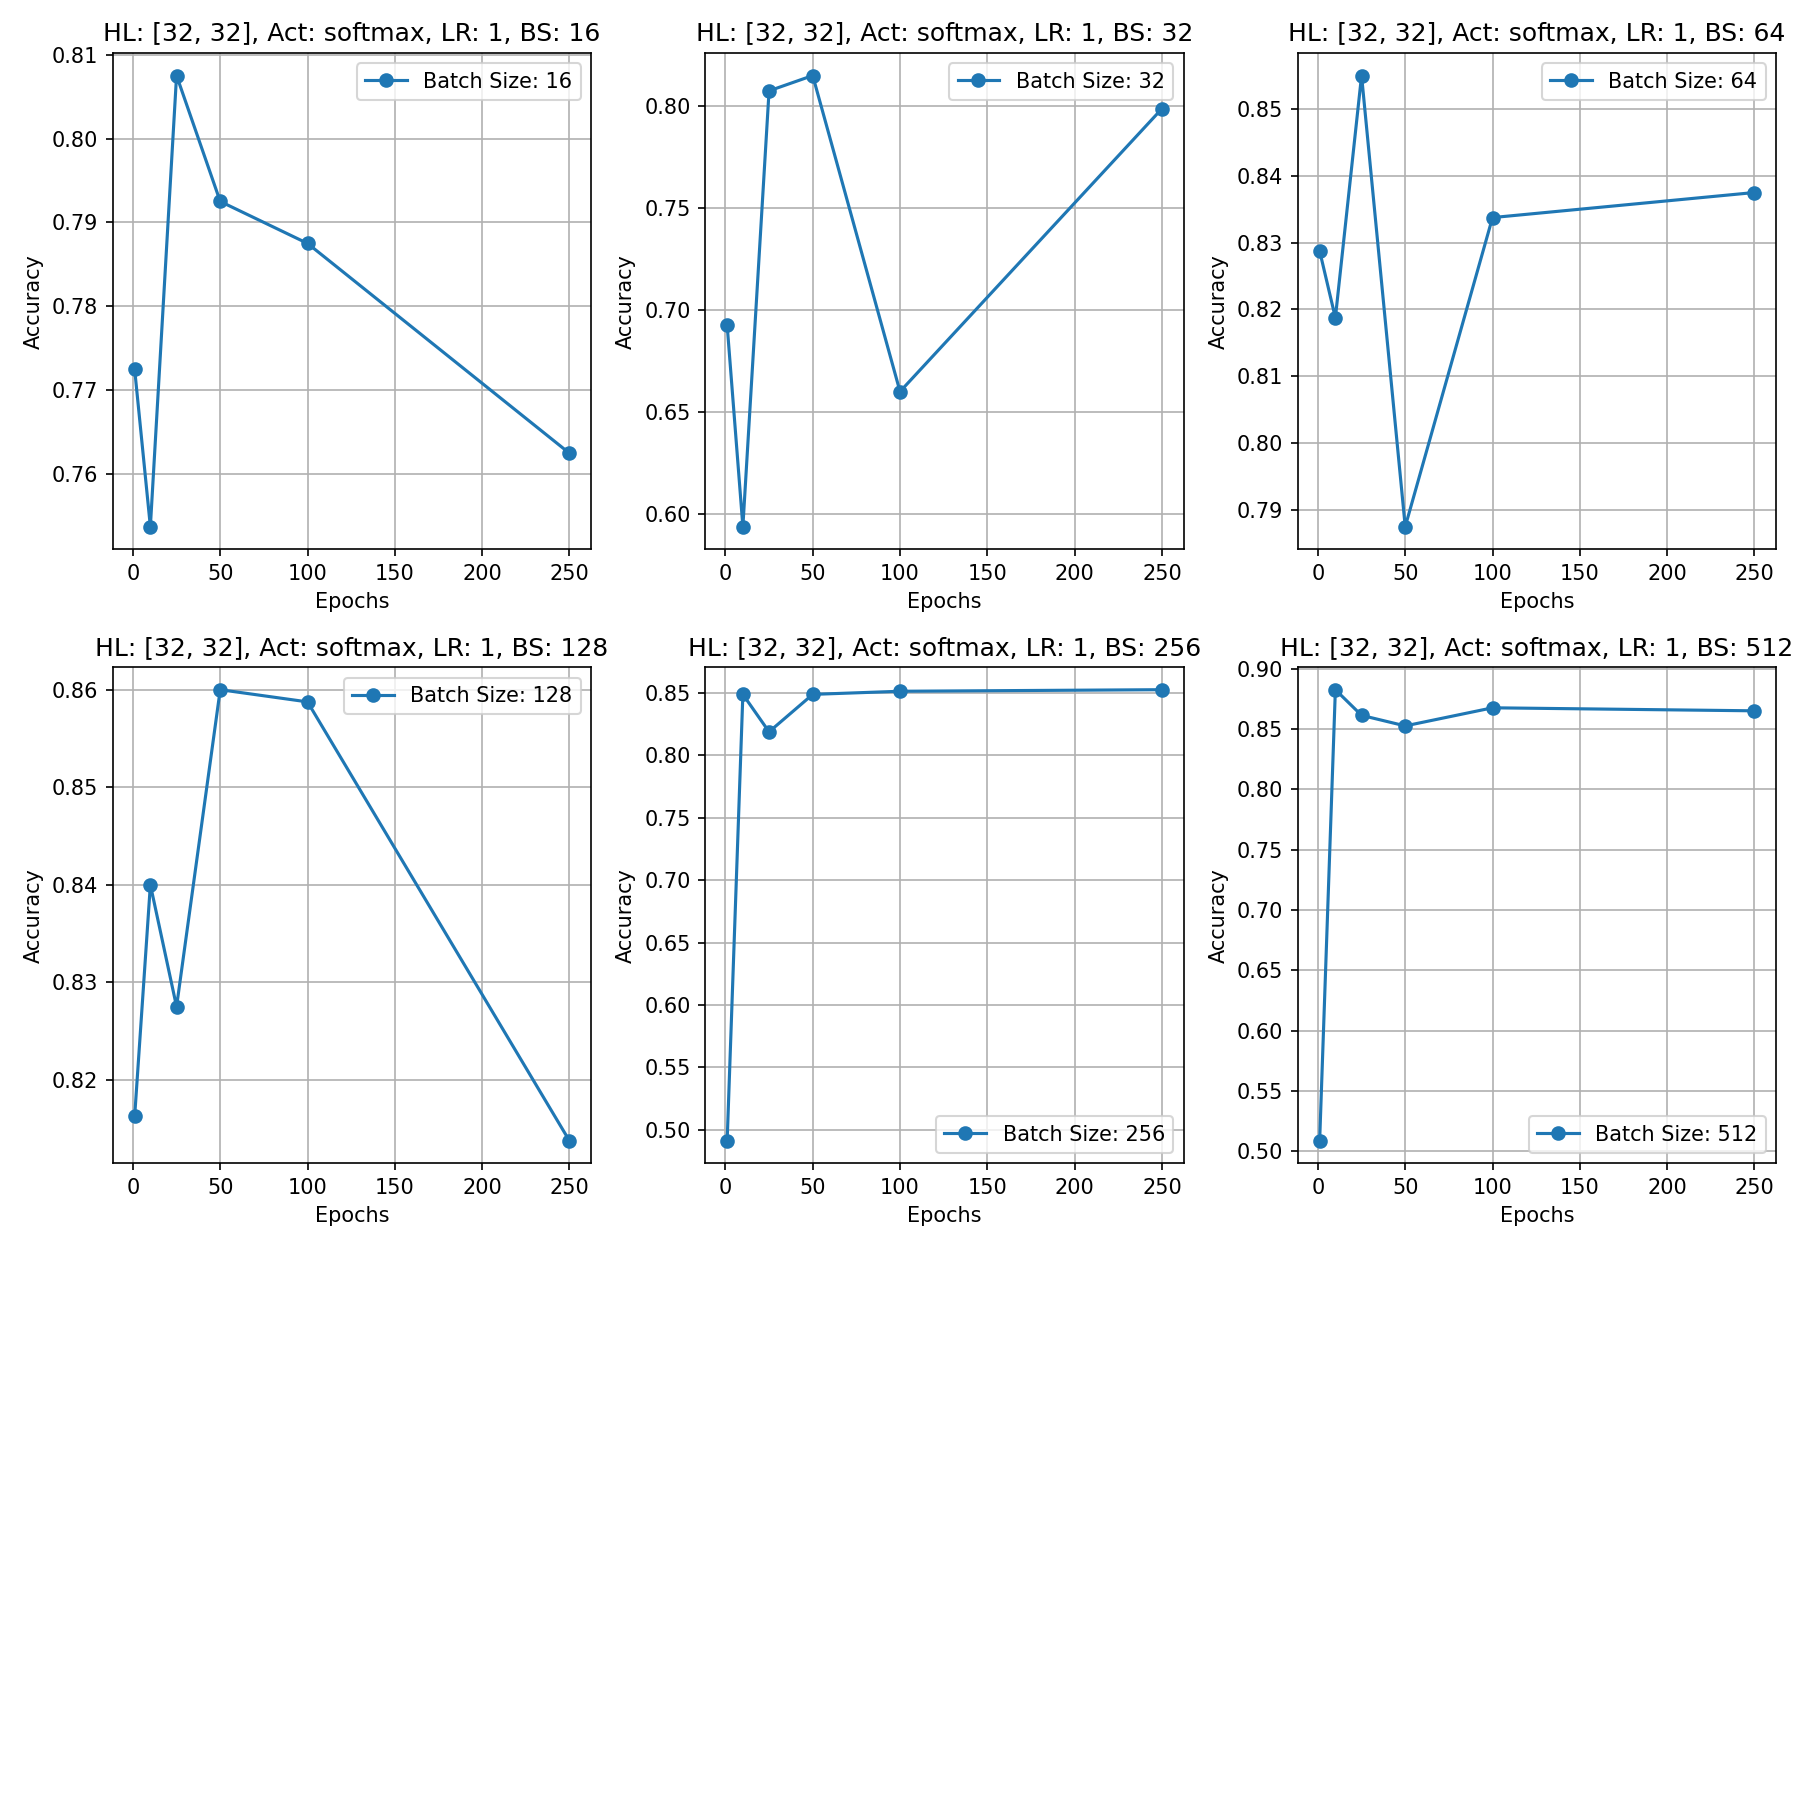 HL: [32, 32], Act: softmax, LR: 1, BS: 16
Batch Size: 16
0.81
0.80
0.79
0.78
0.77
0.76
Accuracy
0 50 100 150 200 250
Epochs
HL: [32, 32], Act: softmax, LR: 1, BS: 32
Batch Size: 32
0.80
0.75
0.70
0.65
0.60
Accuracy
0 50 100 150 200 250
Epochs
HL: [32, 32], Act: softmax, LR: 1, BS: 64
Batch Size: 64
0.85
0.84
0.83
0.82
0.81
0.80
0.79
Accuracy
0 50 100 150 200 250
Epochs
HL: [32, 32], Act: softmax, LR: 1, BS: 128
Batch Size: 128
0.86
0.85
0.84
0.83
0.82
Accuracy
0 50 100 150 200 250
Epochs
HL: [32, 32], Act: softmax, LR: 1, BS: 256
0.85
0.80
0.75
0.70
0.65
0.60
0.55
0.50
Accuracy
Batch Size: 256
0 50 100 150 200 250
Epochs
HL: [32, 32], Act: softmax, LR: 1, BS: 512
0.90
0.85
0.80
0.75
0.70
0.65
0.60
0.55
0.50
Accuracy
Batch Size: 512
0 50 100 150 200 250
Epochs